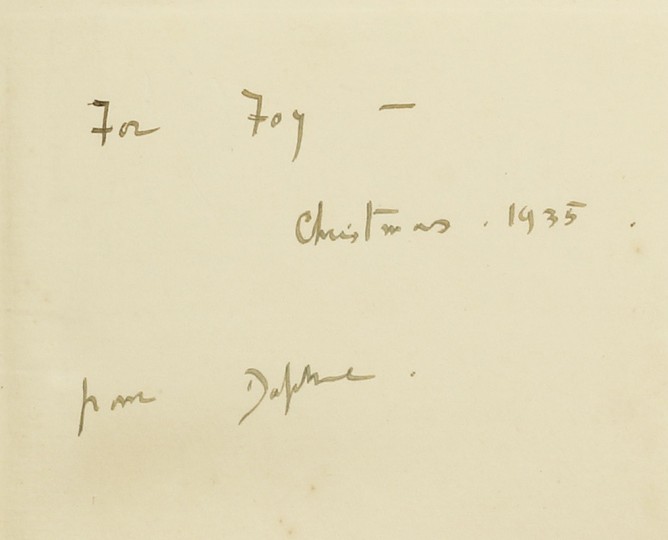 For Foy —
Christmas . 1935 .
from Daphne .